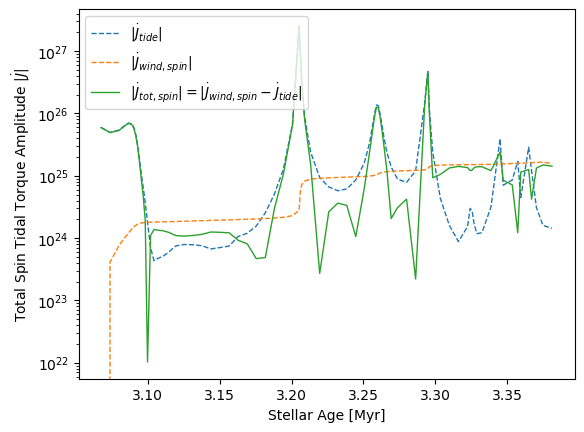 |J̇_tide|
|J̇_wind,spin|
|J̇_tot,spin| = |J̇_wind,spin − J̇_tide|
Total Spin Tidal Torque Amplitude |J̇|
10^27
10^26
10^25
10^24
10^23
10^22
3.10 3.15 3.20 3.25 3.30 3.35
Stellar Age [Myr]